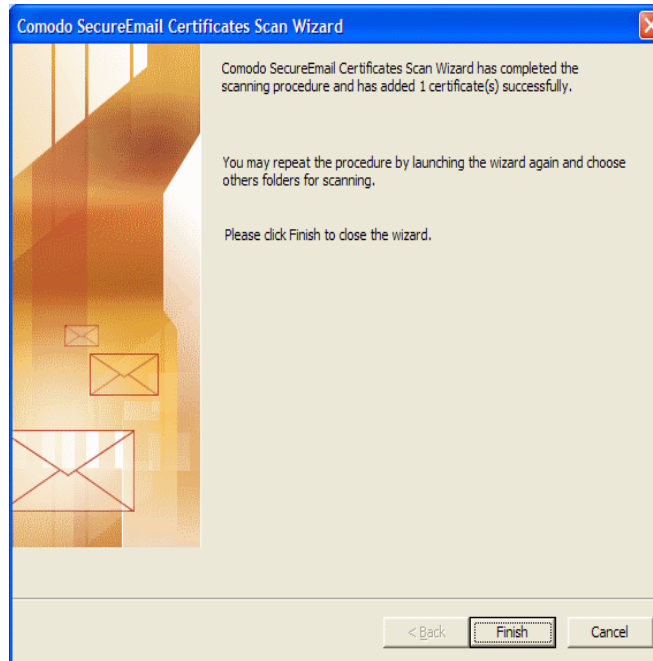 Comodo SecureEmail Certificates Scan Wizard
Comodo SecureEmail Certificates Scan Wizard has completed the
scanning procedure and has added 1 certificate(s) successfully.
You may repeat the procedure by launching the wizard again and choose
others folders for scanning.
Please click Finish to close the wizard.
< Back
Finish
Cancel